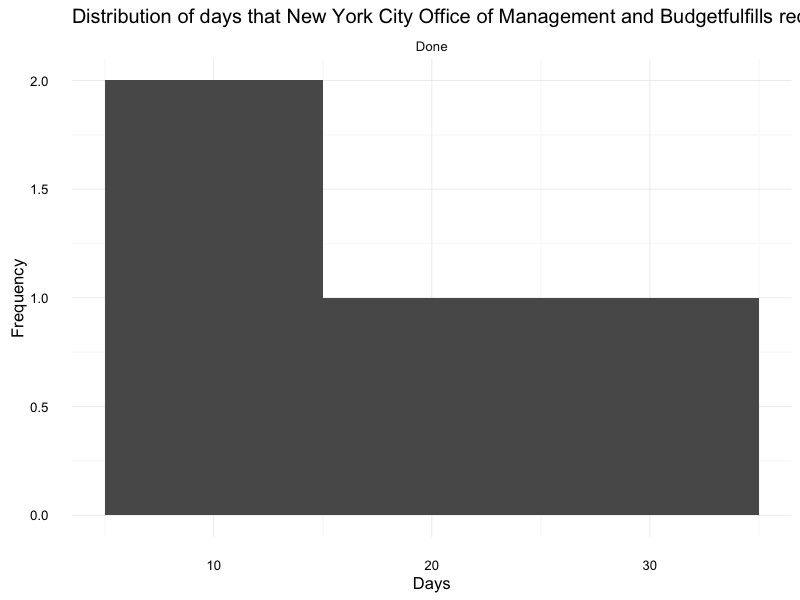 Distribution of days that New York City Office of Management and Budgetfulfills
Done
2.0
1.5
1.0
0.5
0.0
Frequency
10 20 30
Days